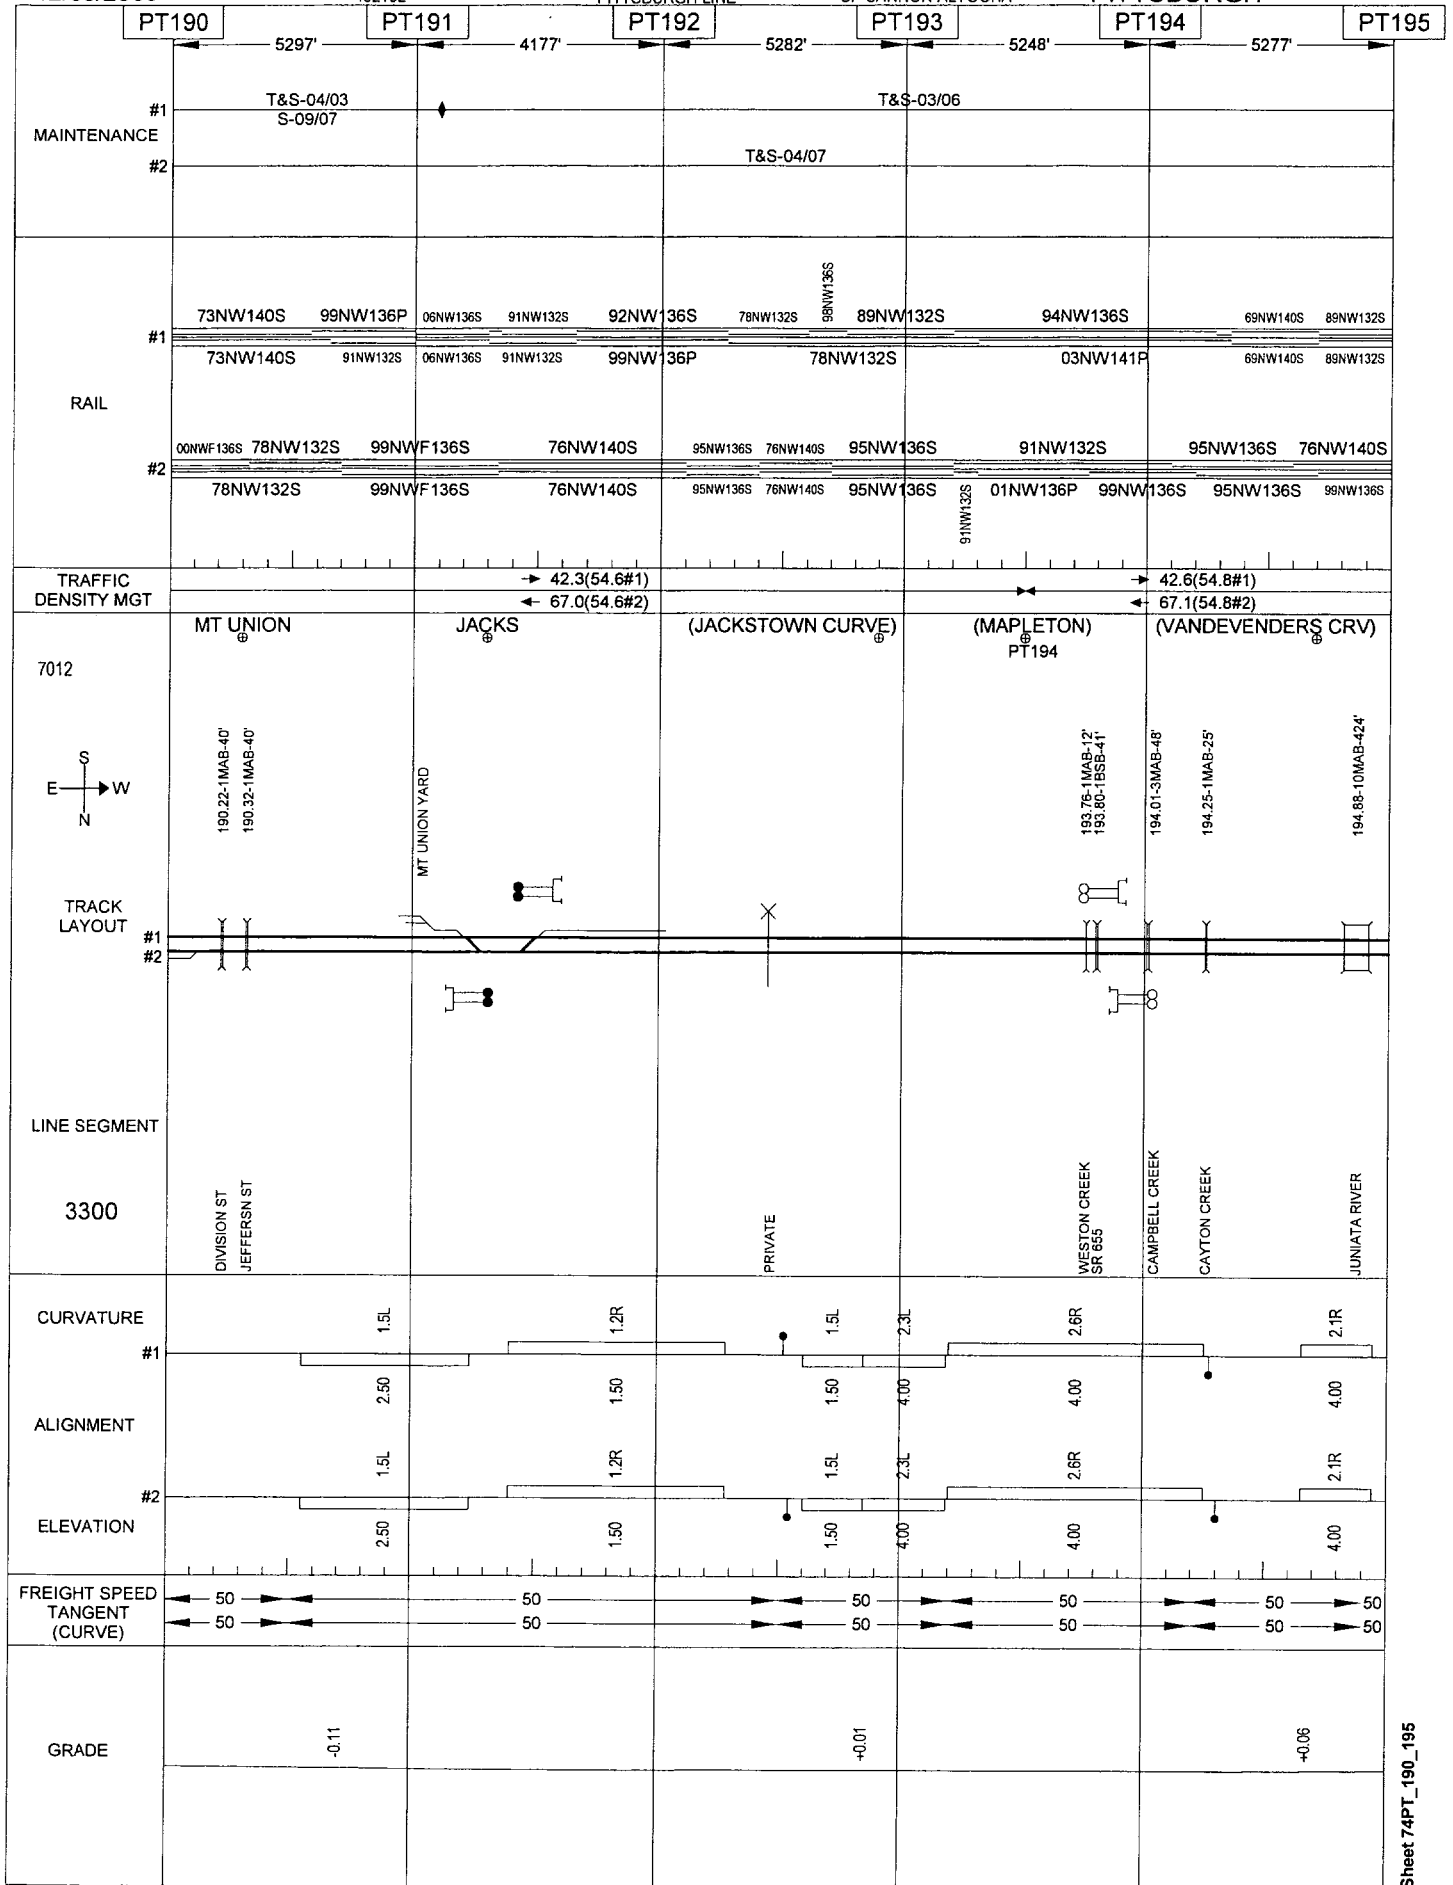 PITTSBURGH LINE
PITTSBURGH
PT190 PT191 PT192 PT193 PT194 PT195
5297' 4177' 5282' 5248' 5277'
MAINTENANCE
#1 T&S-04/03 T&S-03/06
S-09/07
#2 T&S-04/07
RAIL
98NW136S
73NW140S 99NW136P 06NW136S 91NW132S 92NW136S 78NW132S 89NW132S 94NW136S 69NW140S 89NW132S
#1
73NW140S 91NW132S 06NW136S 91NW132S 99NW136P 78NW132S 03NW141P 69NW140S 89NW132S
00NWF136S 78NW132S 99NWF136S 76NW140S 95NW136S 76NW140S 95NW136S 91NW132S 95NW136S 76NW140S
#2
78NW132S 99NWF136S 76NW140S 95NW136S 76NW140S 95NW136S 01NW136P 99NW136S 95NW136S 99NW136S
91NW132S
TRAFFIC
DENSITY MGT
42.3(54.6#1) 42.6(54.8#1)
67.0(54.6#2) 67.1(54.8#2)
MT UNION JACKS (JACKSTOWN CURVE) (MAPLETON) (VANDEVENDERS CRV)
PT194
7012
S
E W
N
190.22-1MAB-40'
190.32-1MAB-40'
MT UNION YARD
193.76-1MAB-12'
193.80-1BSB-41'
194.01-3MAB-48'
194.25-1MAB-25'
194.88-10MAB-424'
TRACK
LAYOUT
#1
#2
LINE SEGMENT
3300
DIVISION ST
JEFFERSN ST
PRIVATE
WESTON CREEK
SR 655
CAMPBELL CREEK
CAYTON CREEK
JUNIATA RIVER
CURVATURE
1.5L 1.2R 1.5L 2.3L 2.6R 2.1R
#1
2.50 1.50 1.50 4.00 4.00 4.00
ALIGNMENT
1.5L 1.2R 1.5L 2.3L 2.6R 2.1R
#2
ELEVATION
2.50 1.50 1.50 4.00 4.00 4.00
FREIGHT SPEED
TANGENT
(CURVE)
50 50 50 50 50 50
50 50 50 50 50 50
GRADE
-0.11 +0.01 +0.06
Sheet 74PT_190_195